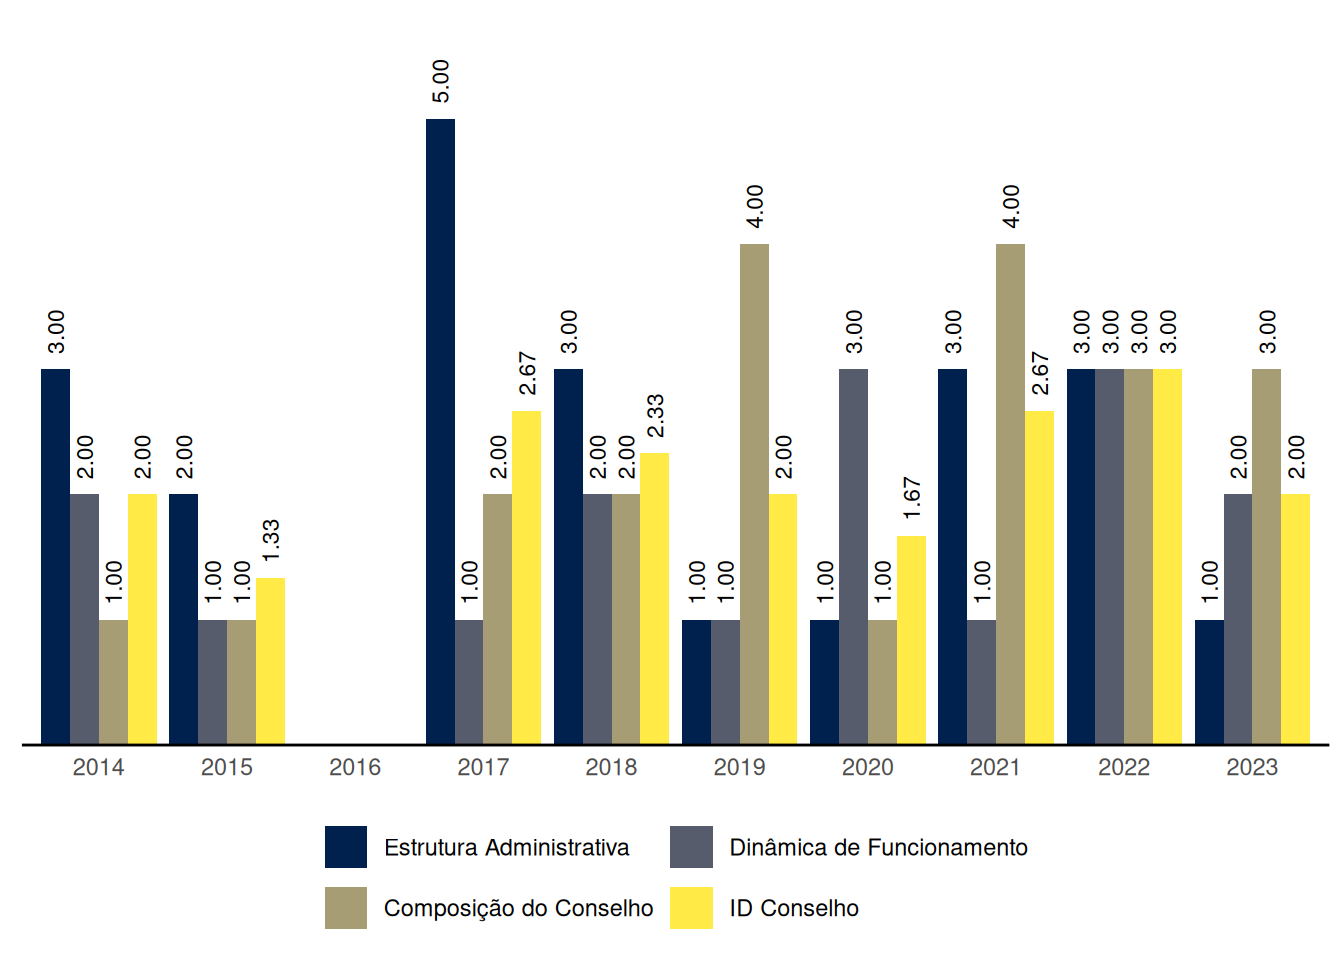 3.00 2.00 1.00 2.00 2.00 1.00 1.00 1.33 5.00 1.00 2.00 2.67 3.00 2.00 2.00 2.33 1.00 1.00 4.00 2.00 1.00 3.00 1.00 1.67 3.00 1.00 4.00 2.67 3.00 3.00 3.00 3.00 1.00 2.00 3.00 2.00
2014 2015 2016 2017 2018 2019 2020 2021 2022 2023
Estrutura Administrativa Dinâmica de Funcionamento
Composição do Conselho ID Conselho